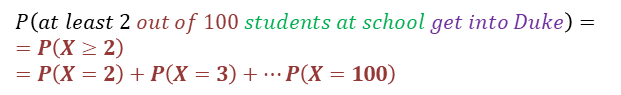 P(at least 2 out of 100 students at school get into Duke) =
= P(X ≥ 2)
= P(X = 2) + P(X = 3) + ⋯ P(X = 100)